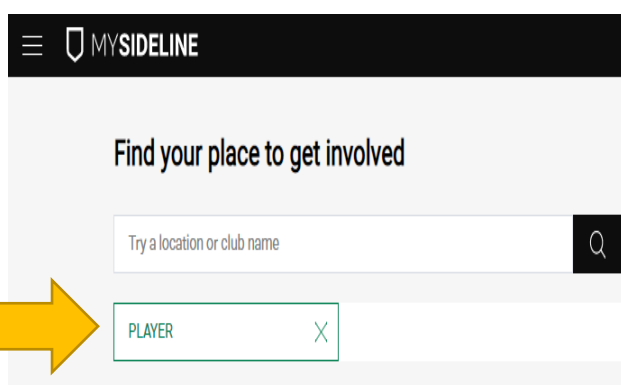 MYSIDELINE
Find your place to get involved
Try a location or club name
PLAYER